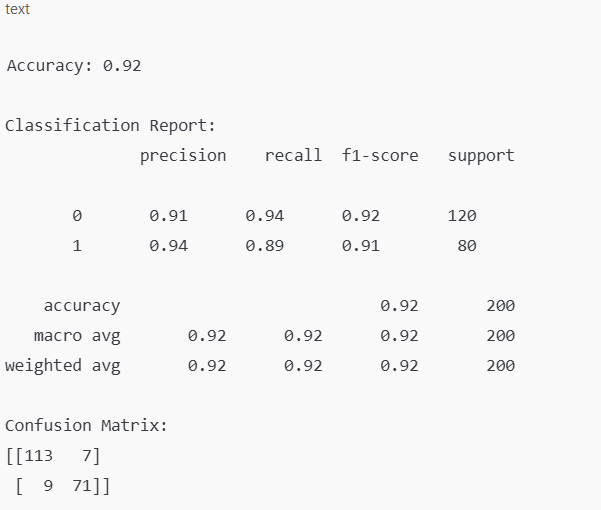 text
Accuracy: 0.92
Classification Report:
precision recall f1-score support
0 0.91 0.94 0.92 120
1 0.94 0.89 0.91 80
accuracy 0.92 200
macro avg 0.92 0.92 0.92 200
weighted avg 0.92 0.92 0.92 200
Confusion Matrix:
[[113 7]
[ 9 71]]